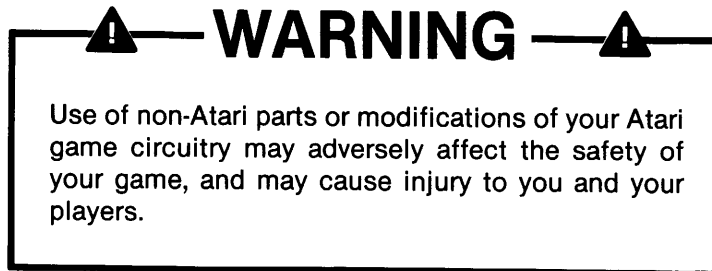 WARNING
Use of non-Atari parts or modifications of your Atari
game circuitry may adversely affect the safety of
your game, and may cause injury to you and your
players.